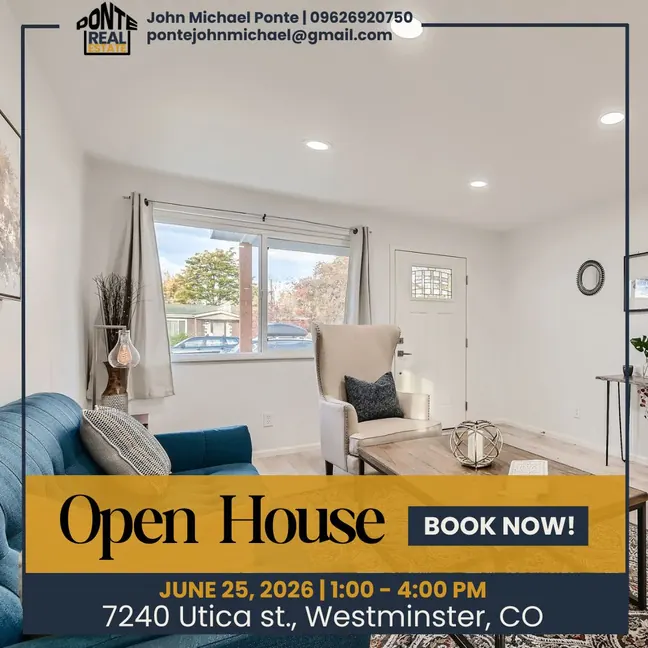 PONTE
REAL
ESTATE
John Michael Ponte | 09626920750
pontejohnmichael@gmail.com
Open House
BOOK NOW!
JUNE 25, 2026 | 1:00 - 4:00 PM
7240 Utica st., Westminster, CO